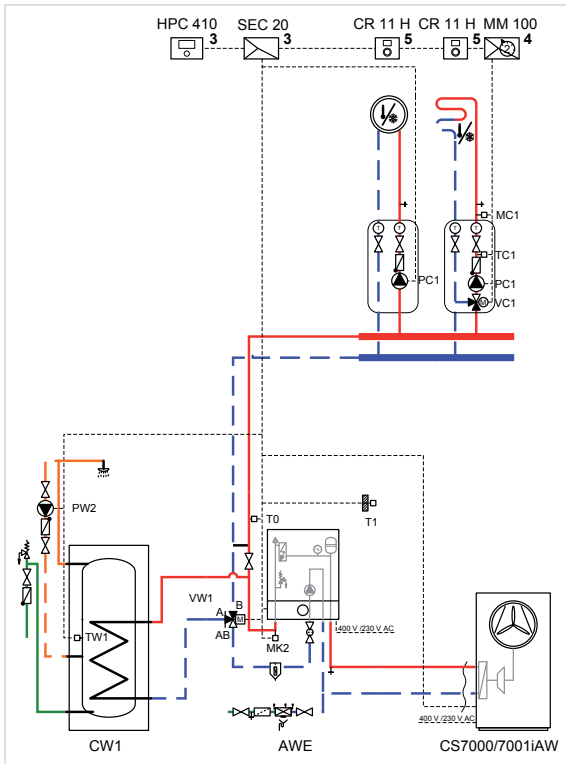 HPC 410 SEC 20 CR 11 H CR 11 H MM 100
3 3 5 5 4
2
T T T T
MC1
TC1
PC1 PC1
M VC1
PW2
T0 T1
VW1 A B
M
AB
400 V /230 V AC
TW1 MK2
400 V /230 V AC
CW1 AWE CS7000/7001iAW